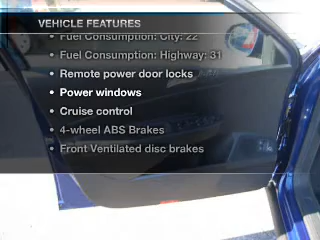 VEHICLE FEATURES
• Fuel Consumption: City: 22
• Fuel Consumption: Highway: 31
• Remote power door locks
• Power windows
• Cruise control
• 4-wheel ABS Brakes
• Front Ventilated disc brakes